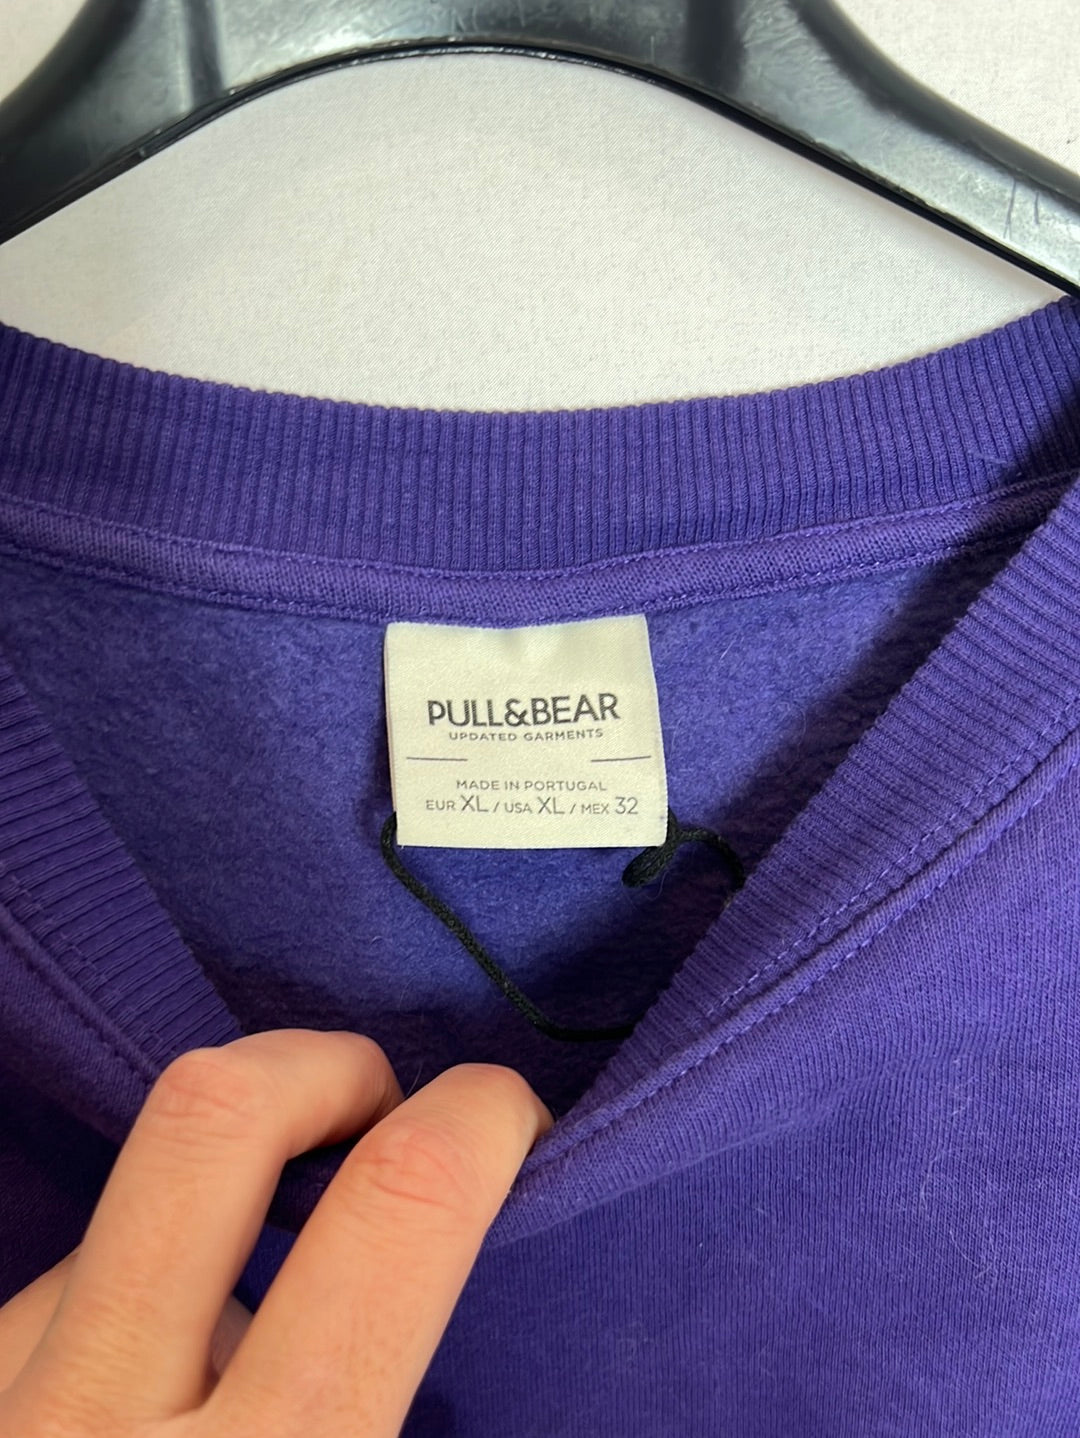 PULL&BEAR
UPDATED GARMENTS
MADE IN PORTUGAL
EUR XL / USA XL / MEX 32